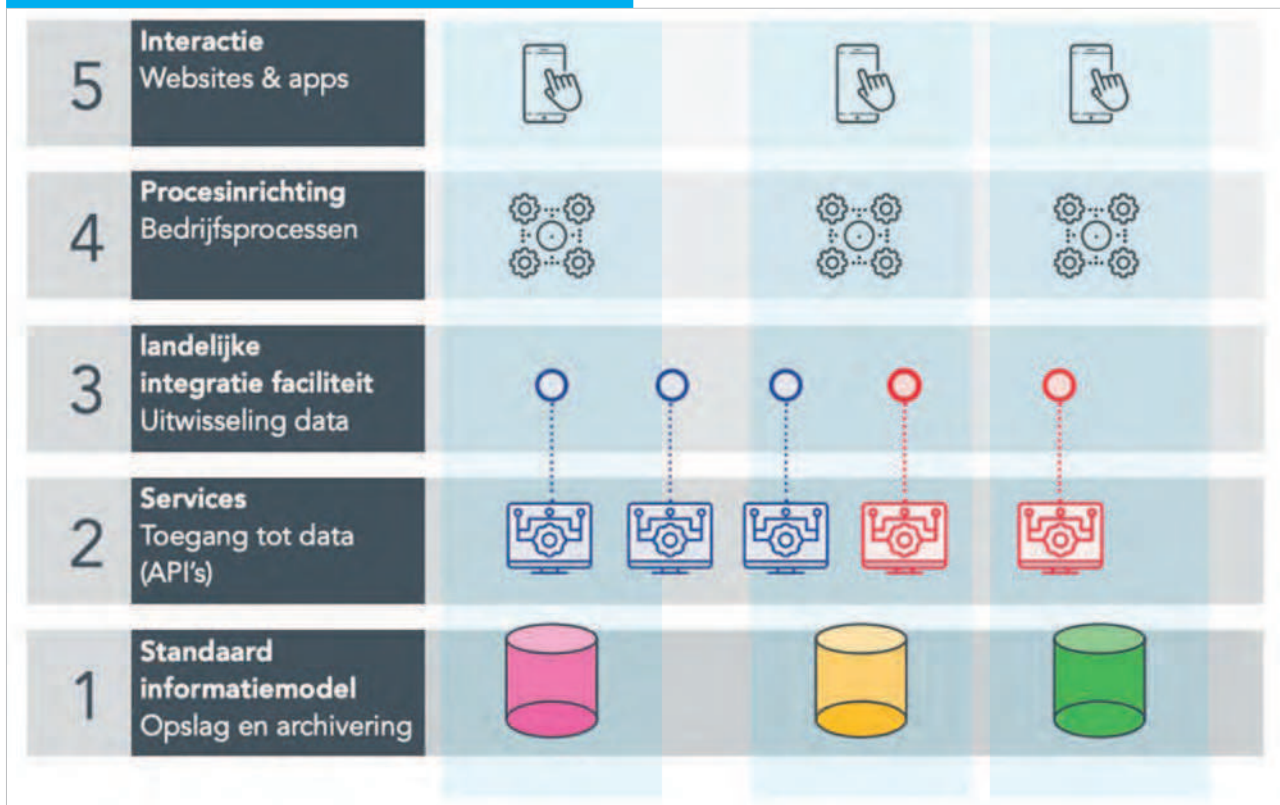 5
Interactie
Websites & apps
4
Procesinrichting
Bedrijfsprocessen
3
landelijke
integratie faciliteit
Uitwisseling data
2
Services
Toegang tot data
(API's)
1
Standaard
informatiemodel
Opslag en archivering